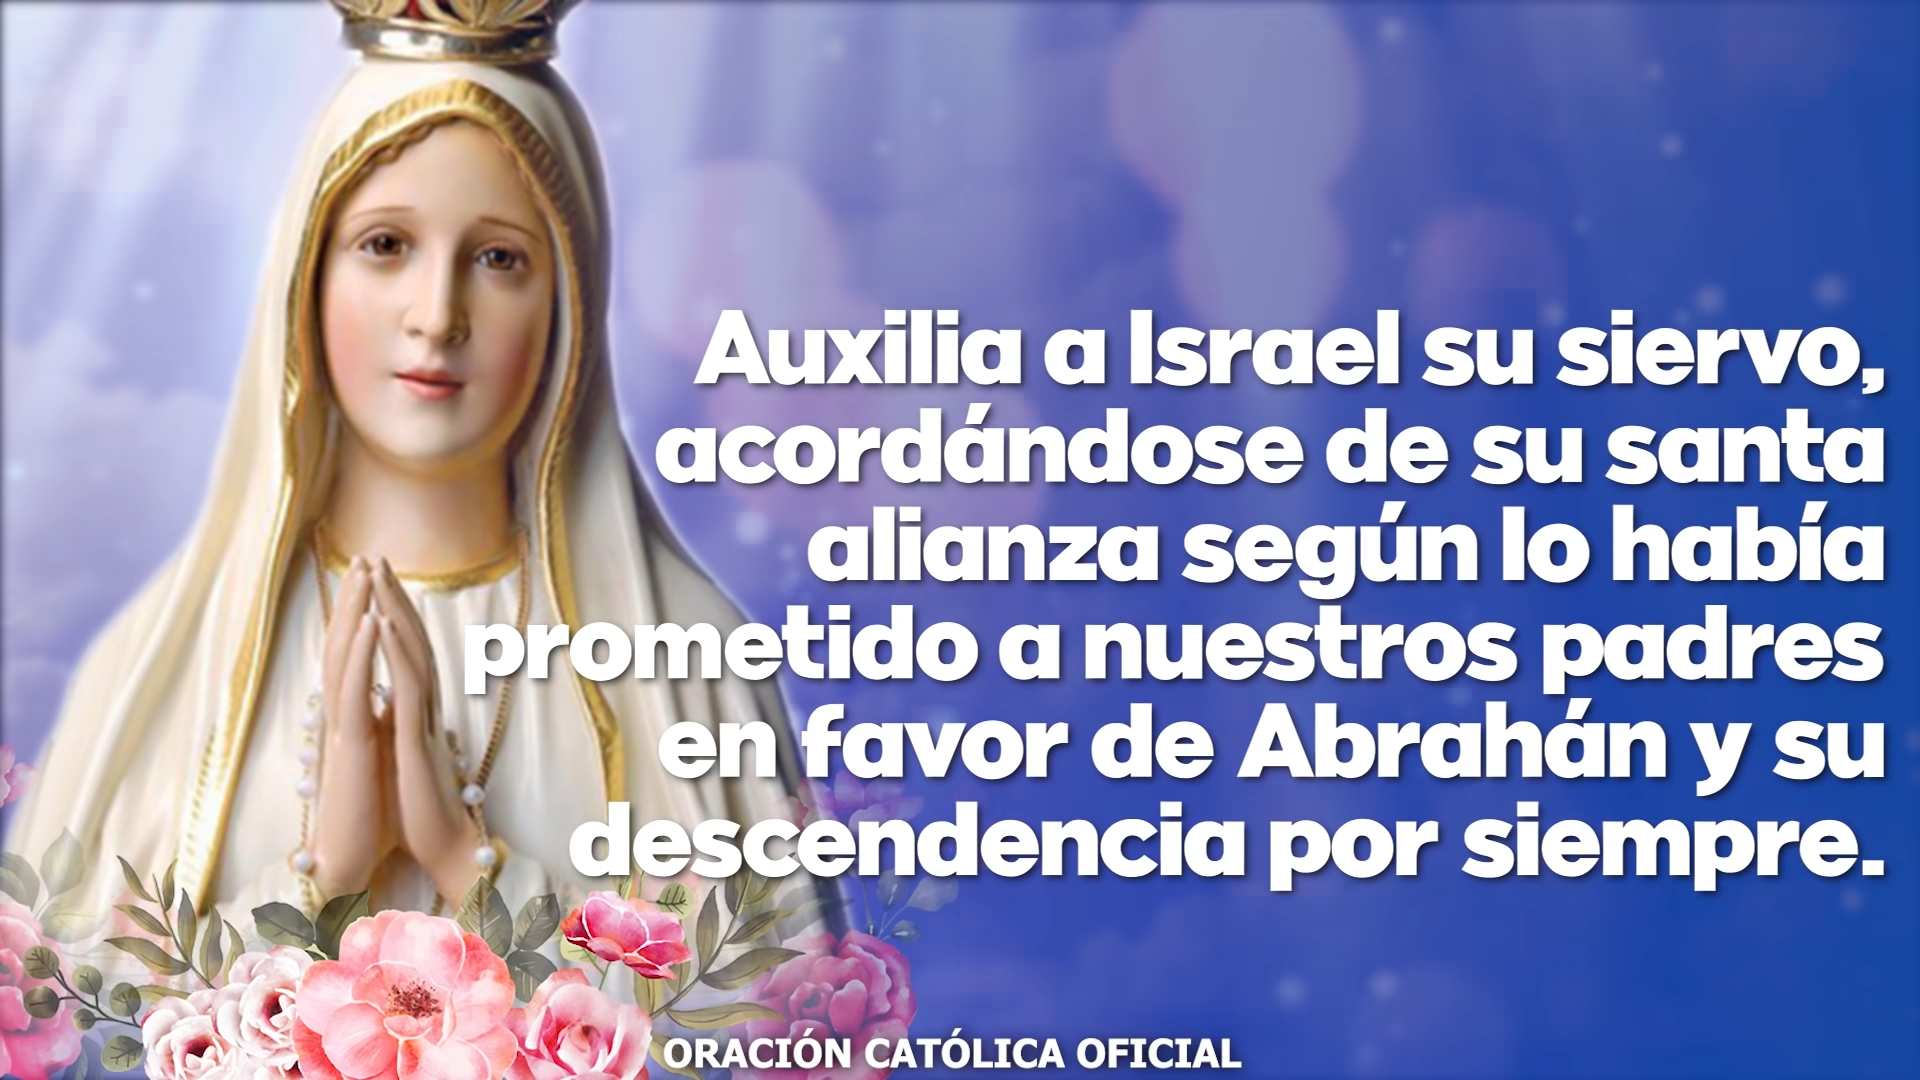 Auxilia a Israel su siervo,
acordándose de su santa
alianza según lo había
prometido a nuestros padres
en favor de Abrahán y su
descendencia por siempre.
ORACIÓN CATÓLICA OFICIAL